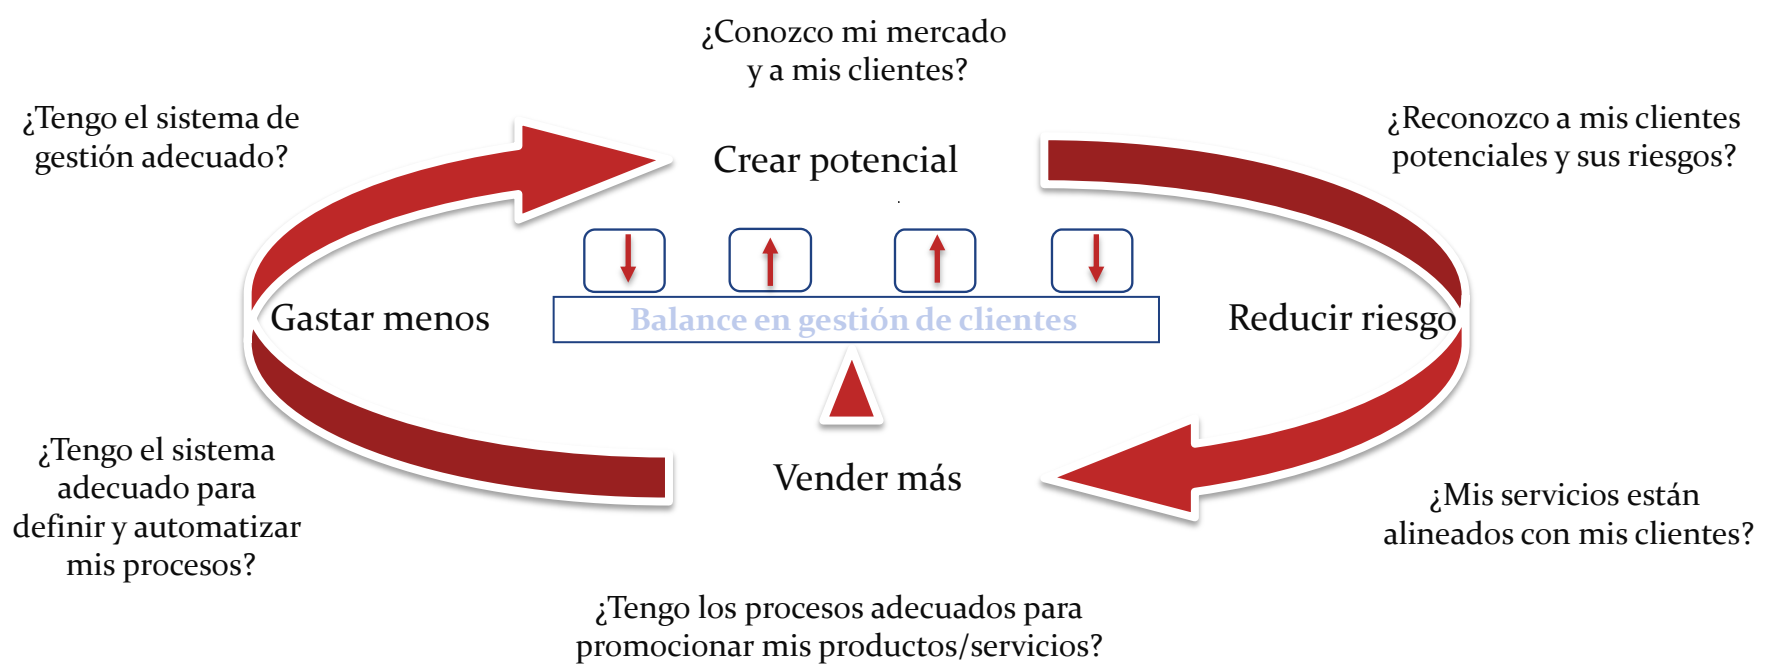 ¿Conozco mi mercado
y a mis clientes?
¿Tengo el sistema de
gestión adecuado?
¿Reconozco a mis clientes
potenciales y sus riesgos?
Crear potencial
.
Gastar menos
Balance en gestión de clientes
Reducir riesgo
Vender más
¿Tengo el sistema
adecuado para
definir y automatizar
mis procesos?
¿Mis servicios están
alineados con mis clientes?
¿Tengo los procesos adecuados para
promocionar mis productos/servicios?